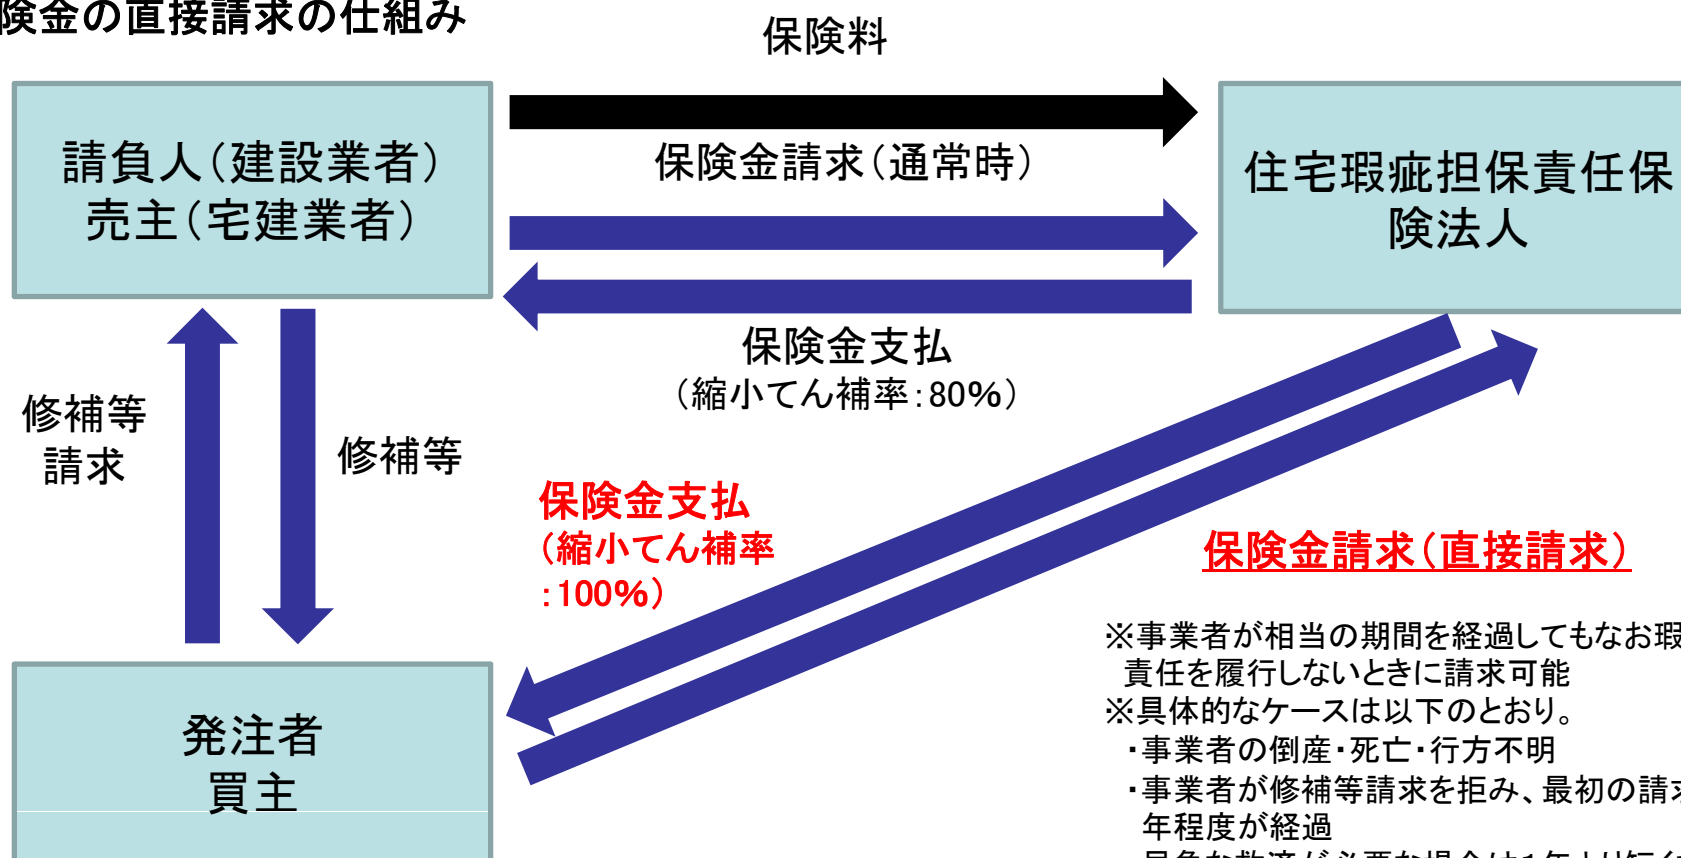 険金の直接請求の仕組み
保険料
請負人（建設業者）
売主（宅建業者）
保険金請求（通常時）
住宅瑕疵担保責任保
険法人
保険金支払
（縮小てん補率：80%）
修補等
請求
修補等
保険金支払
（縮小てん補率
：100%）
保険金請求（直接請求）
発注者
買主
※事業者が相当の期間を経過してもなお瑕
責任を履行しないときに請求可能
※具体的なケースは以下のとおり。
・事業者の倒産・死亡・行方不明
・事業者が修補等請求を拒み、最初の請求
年程度が経過